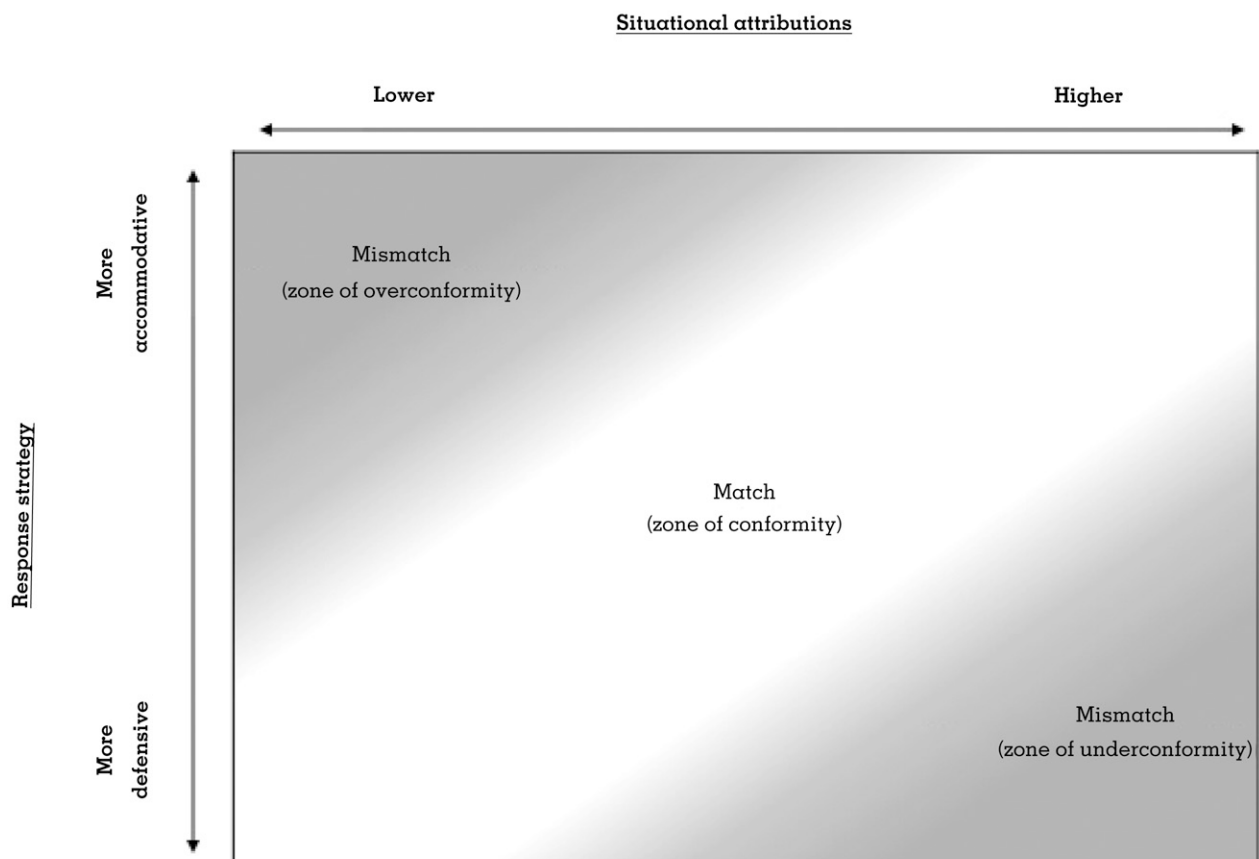 Situational attributions
Lower
Higher
More
accommodative
Mismatch
(zone of overconformity)
Response strategy
Match
(zone of conformity)
More
defensive
Mismatch
(zone of underconformity)